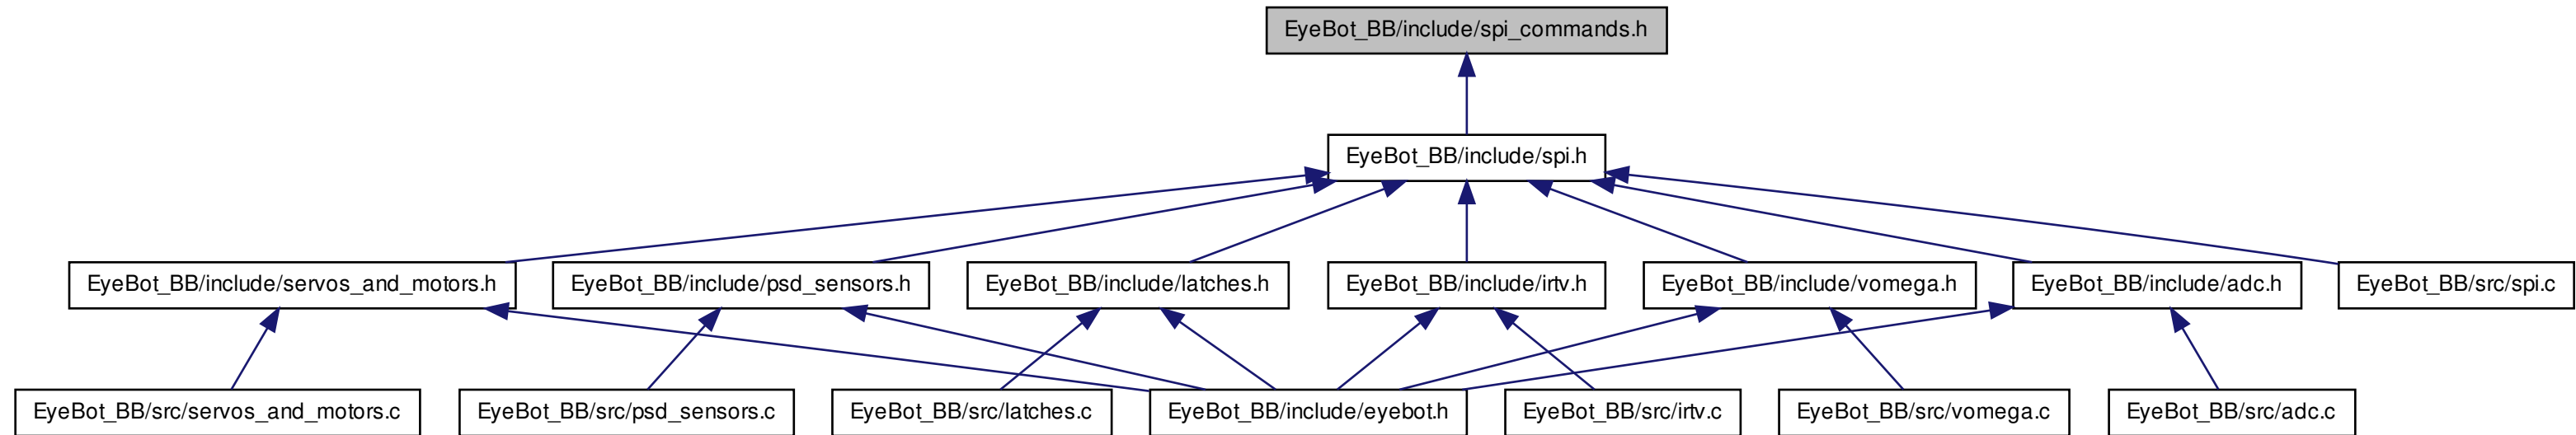 EyeBot_BB/include/spi_commands.h
EyeBot_BB/include/spi.h
EyeBot_BB/include/servos_and_motors.h
EyeBot_BB/include/psd_sensors.h
EyeBot_BB/include/latches.h
EyeBot_BB/include/irtv.h
EyeBot_BB/include/vomega.h
EyeBot_BB/include/adc.h
EyeBot_BB/src/spi.c
EyeBot_BB/src/servos_and_motors.c
EyeBot_BB/src/psd_sensors.c
EyeBot_BB/src/latches.c
EyeBot_BB/include/eyebot.h
EyeBot_BB/src/irtv.c
EyeBot_BB/src/vomega.c
EyeBot_BB/src/adc.c